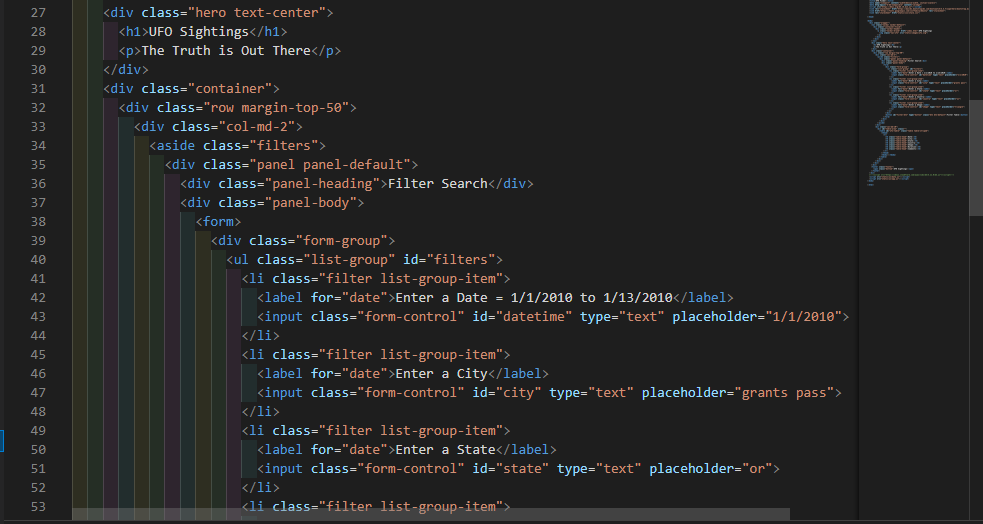 27 <div class="hero text-center">
28 <h1>UFO Sightings</h1>
29 <p>The Truth is Out There</p>
30 </div>
31 <div class="container">
32 <div class="row margin-top-50">
33 <div class="col-md-2">
34 <aside class="filters">
35 <div class="panel panel-default">
36 <div class="panel-heading">Filter Search</div>
37 <div class="panel-body">
38 <form>
39 <div class="form-group">
40 <ul class="list-group" id="filters">
41 <li class="filter list-group-item">
42 <label for="date">Enter a Date = 1/1/2010 to 1/13/2010</label>
43 <input class="form-control" id="datetime" type="text" placeholder="1/1/2010">
44 </li>
45 <li class="filter list-group-item">
46 <label for="date">Enter a City</label>
47 <input class="form-control" id="city" type="text" placeholder="grants pass">
48 </li>
49 <li class="filter list-group-item">
50 <label for="date">Enter a State</label>
51 <input class="form-control" id="state" type="text" placeholder="or">
52 </li>
53 <li class="filter list-group-item">